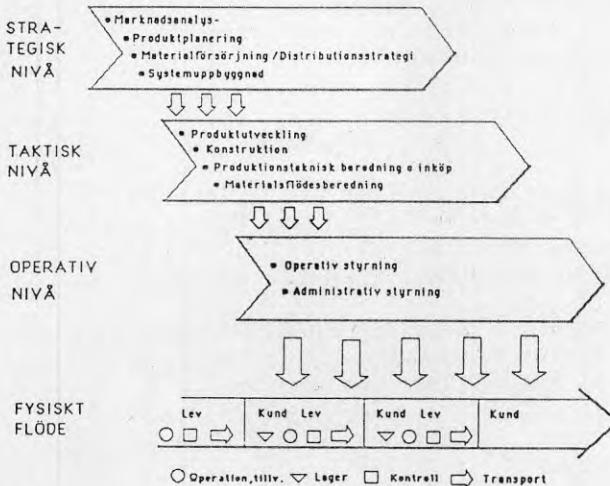 STRA-
TEGISK
NIVÅ
Marknadsanalys-
Produktplanering
Materialförsörjning/Distributionsstrategi
Systemuppbyggnad
TAKTISK
NIVÅ
Produktutveckling
Konstruktion
Produktionsteknisk beredning o inköp
Materialsflödesberedning
OPERATIV
NIVÅ
Operativ styrning
Administrativ styrning
FYSISKT
FLÖDE
Lev Kund Lev Kund Lev Kund
Operation, tillv. Lager Kontroll Transport